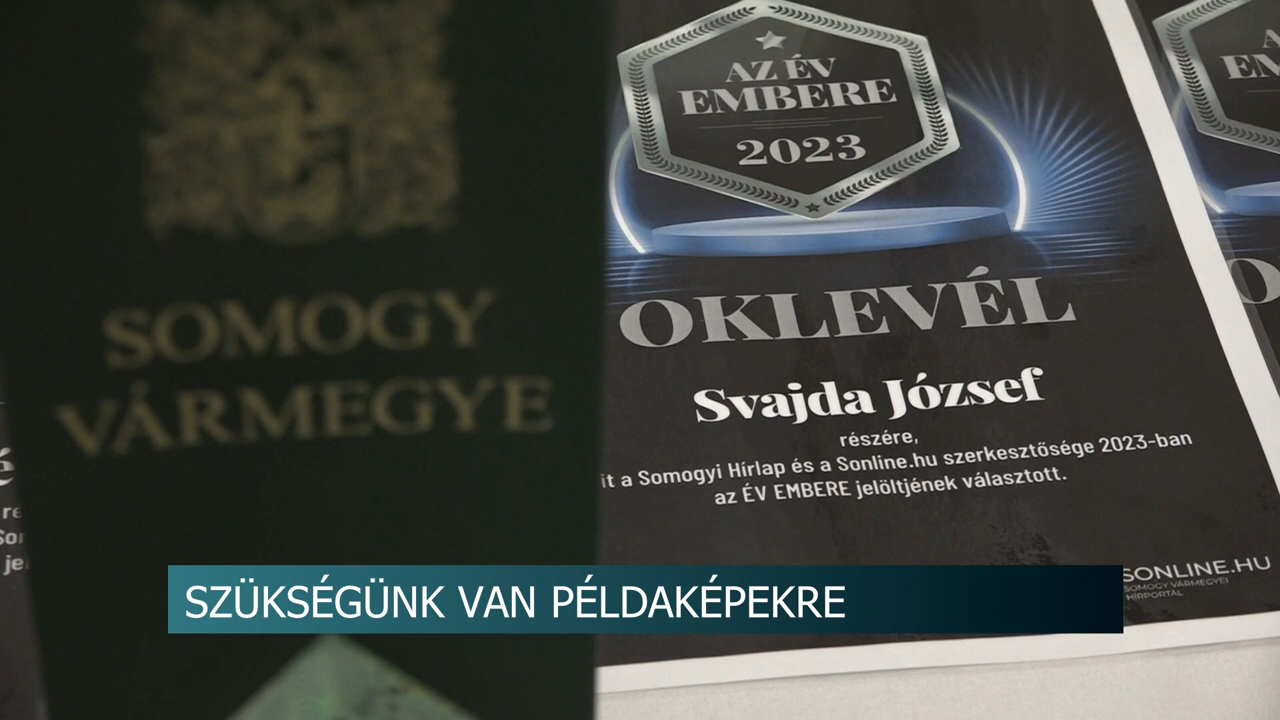 SOMOGY
VÁRMEGYE
AZ ÉV
EMBERE
2023
OKLEVÉL
Svajda József
részére,
it a Somogyi Hírlap és a Sonline.hu szerkesztősége 2023-ban
az ÉV EMBERE jelöltjének választott.
SONLINE.HU
SOMOGY VÁRMEGYEI
HÍRPORTÁL
SZÜKSÉGÜNK VAN PÉLDAKÉPEKRE